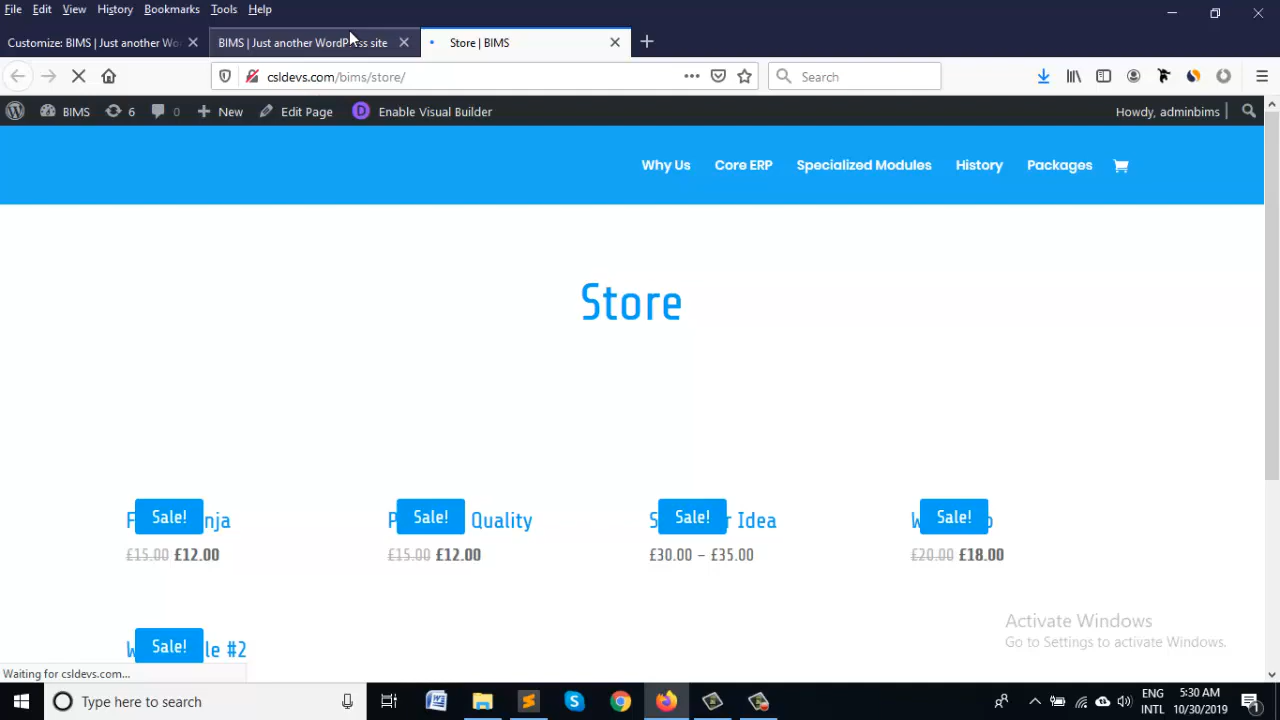 File Edit View History Bookmarks Tools Help
Customize: BIMS | Just another Wo BIMS | Just another WordPress site Store | BIMS
csldevs.com/bims/store/ Search
BIMS 6 0 New Edit Page D Enable Visual Builder Howdy, adminbims
Why Us Core ERP Specialized Modules History Packages
Store
Sale! nja Sale! Quality Sale! Idea Sale!
£15.00 £12.00 £15.00 £12.00 £30.00 – £35.00 £20.00 £18.00
Activate Windows
Go to Settings to activate Windows.
Sale! le #2
Waiting for csldevs.com...
Type here to search ENG 5:30 AM
INTL 10/30/2019 1